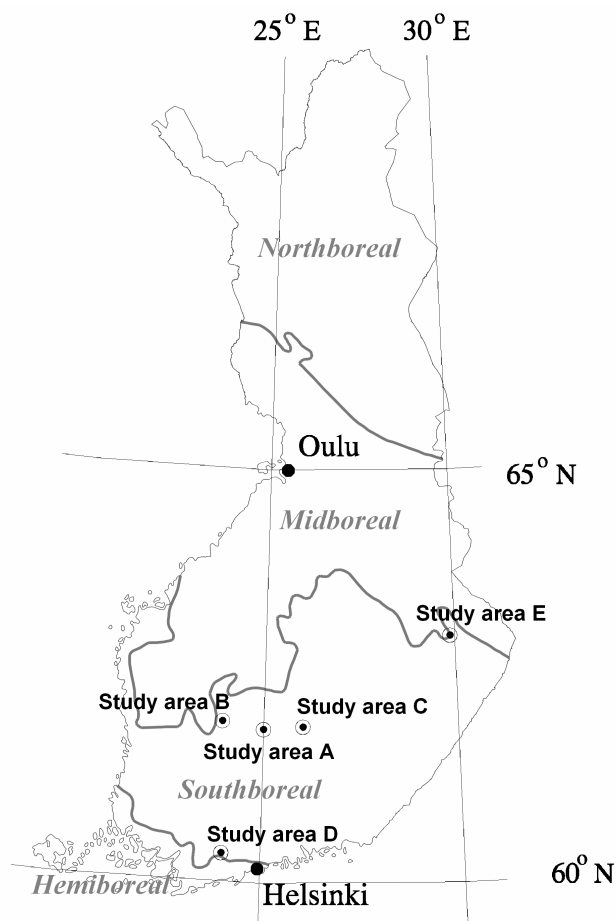 25° E
30° E
Northboreal
Oulu
65° N
Midboreal
Study area E
Study area B
Study area C
Study area A
Southboreal
Study area D
60° N
Hemiboreal
Helsinki